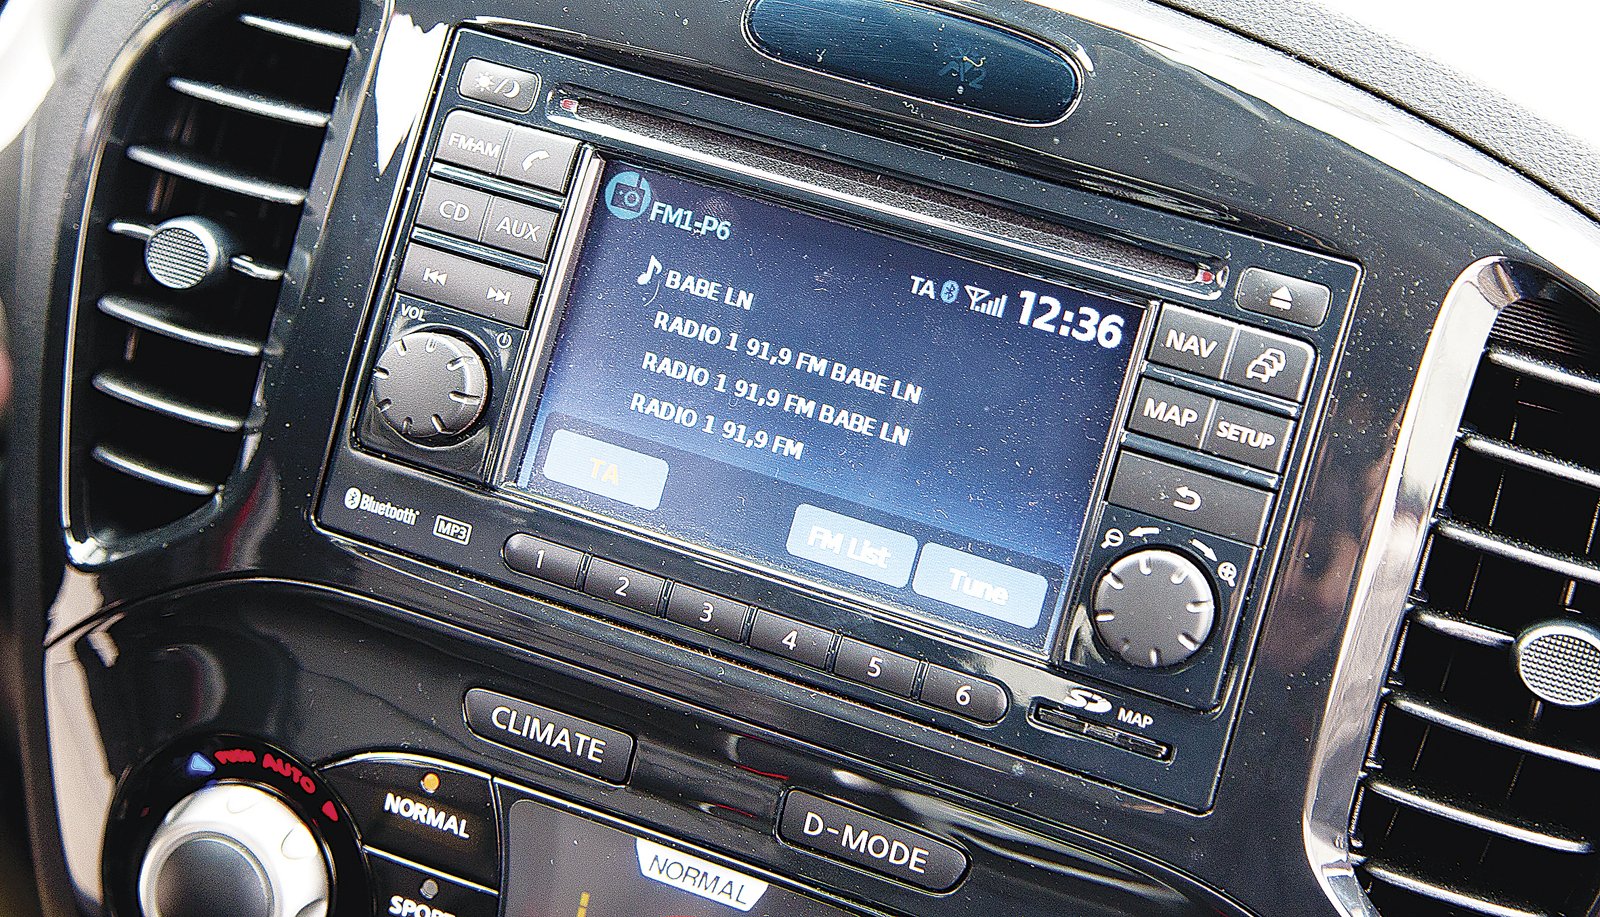 FM-AM
CD
AUX
VOL
FM1-P6
TA 12:36
BABE LN
RADIO 1 91,9 FM BABE LN
RADIO 1 91,9 FM BABE LN
RADIO 1 91,9 FM
TA
FM List
Tune
NAV
MAP
SETUP
Bluetooth
MP3
1
2
3
4
5
6
SD MAP
CLIMATE
D-MODE
AUTO
NORMAL
NORMAL
SPORT